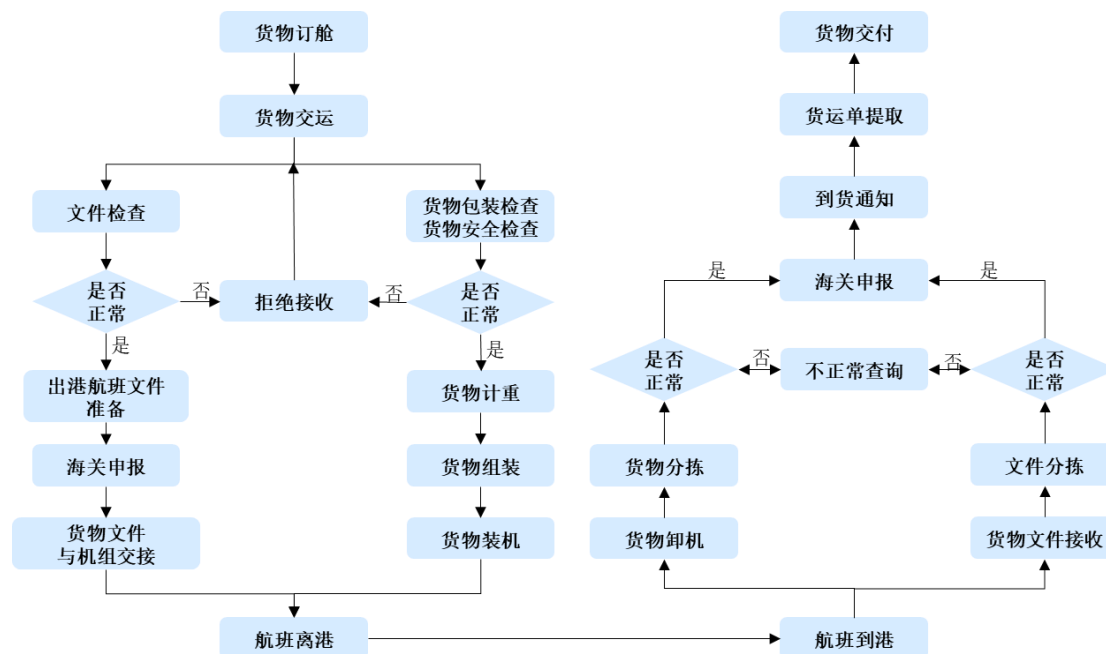 货物订舱
货物交运
文件检查
货物包装检查
货物安全检查
是否
正常
否
拒绝接收
否
是否
正常
是
是
出港航班文件
准备
货物计重
海关申报
货物组装
货物文件
与机组交接
货物装机
航班离港
货物交付
货运单提取
到货通知
是
海关申报
是
是否
正常
否
不正常查询
否
是否
正常
货物分拣
文件分拣
货物卸机
货物文件接收
航班到港